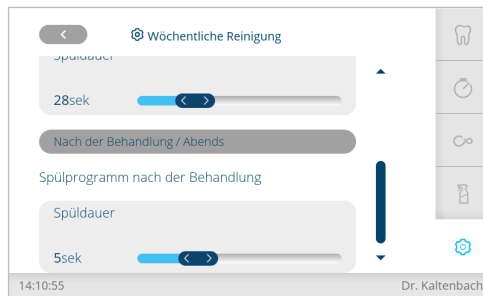 Wöchentliche Reinigung
Spüldauer
28sek
Nach der Behandlung / Abends
Spülprogramm nach der Behandlung
Spüldauer
5sek
14:10:55 Dr. Kaltenbach